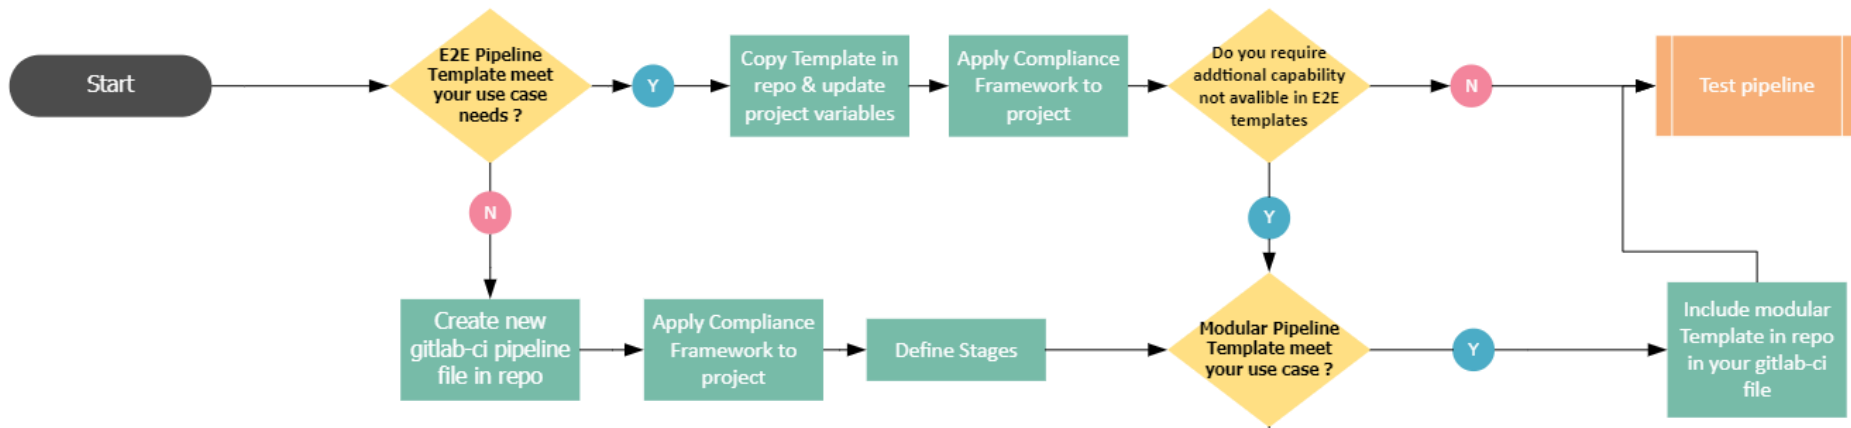 Start
E2E Pipeline
Template meet
your use case
needs ?
Y
Copy Template in
repo & update
project variables
Apply Compliance
Framework to
project
Do you require
addtional capability
not avalible in E2E
templates
N
Test pipeline
N
Y
Create new
gitlab-ci pipeline
file in repo
Apply Compliance
Framework to
project
Define Stages
Modular Pipeline
Template meet
your use case ?
Y
Include modular
Template in repo
in your gitlab-ci
file